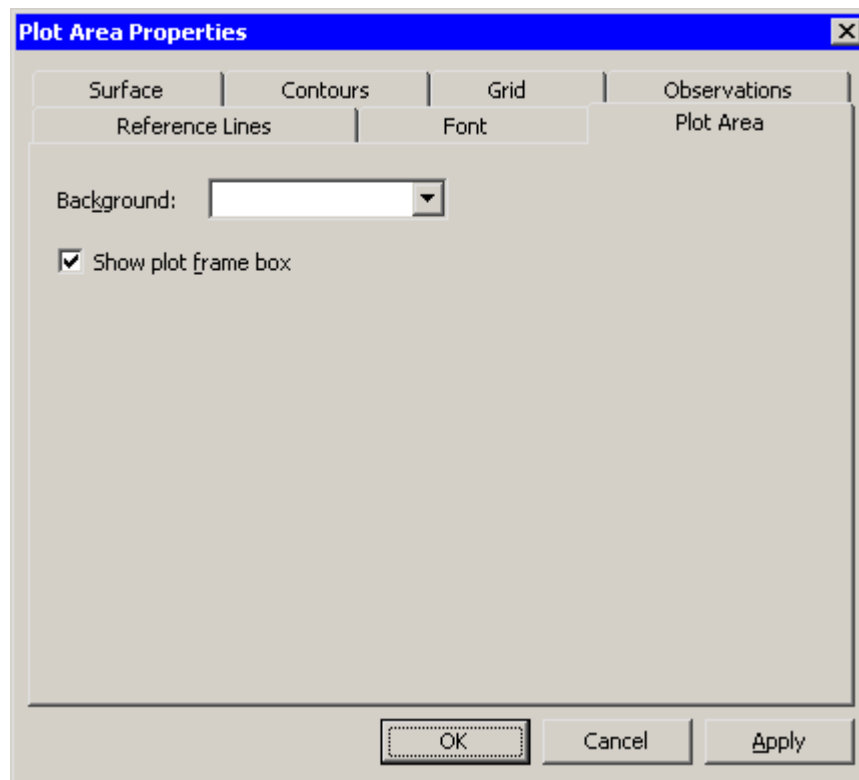 Plot Area Properties
Surface Contours Grid Observations
Reference Lines Font Plot Area
Background:
Show plot frame box
OK Cancel Apply